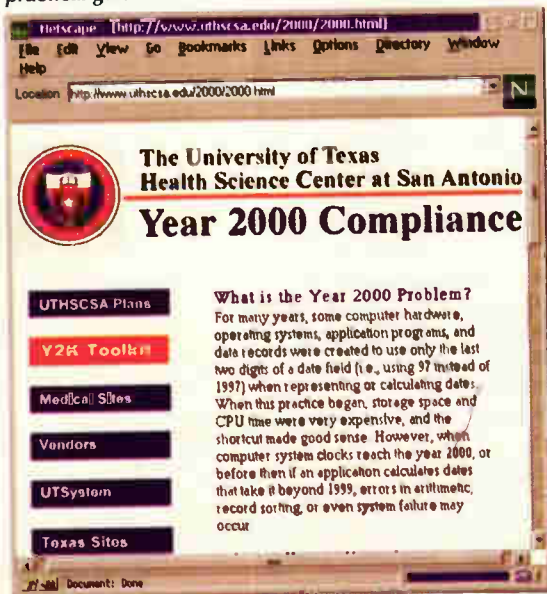 Netscape [http://www.uthscsa.edu/2000/2000.html]
File Edit View Go Bookmarks Links Options Directory Window
Help
Location http://www.uthscsa.edu/2000/2000.html
N
The University of Texas
Health Science Center at San Antonio
Year 2000 Compliance
UTHSCSA Plans
Y2K Toolkit
Medical Sites
Vendors
UTSystem
Texas Sites
What is the Year 2000 Problem?
For many years, some computer hardware,
operating systems, application programs, and
data records were created to use only the last
two digits of a date field (i.e., using 97 instead of
1997) when representing or calculating dates.
When this practice began, storage space and
CPU time were very expensive, and the
shortcut made good sense. However, when
computer system clocks reach the year 2000, or
before then if an application calculates dates
that take it beyond 1999, errors in arithmetic,
record sorting, or even system failure may
occur
Document: Done